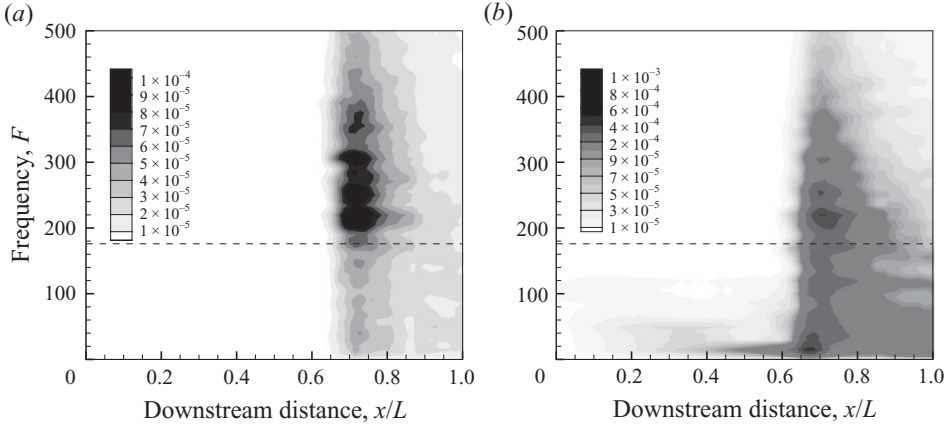 (a)
500
400
300
200
100
0
Frequency, F
1 × 10⁻⁴
9 × 10⁻⁵
8 × 10⁻⁵
7 × 10⁻⁵
6 × 10⁻⁵
5 × 10⁻⁵
4 × 10⁻⁵
3 × 10⁻⁵
2 × 10⁻⁵
1 × 10⁻⁵
0.2 0.4 0.6 0.8 1.0
Downstream distance, x/L
(b)
500
400
300
200
100
0
1 × 10⁻³
8 × 10⁻⁴
6 × 10⁻⁴
4 × 10⁻⁴
2 × 10⁻⁴
9 × 10⁻⁵
7 × 10⁻⁵
5 × 10⁻⁵
3 × 10⁻⁵
1 × 10⁻⁵
0.2 0.4 0.6 0.8 1.0
Downstream distance, x/L